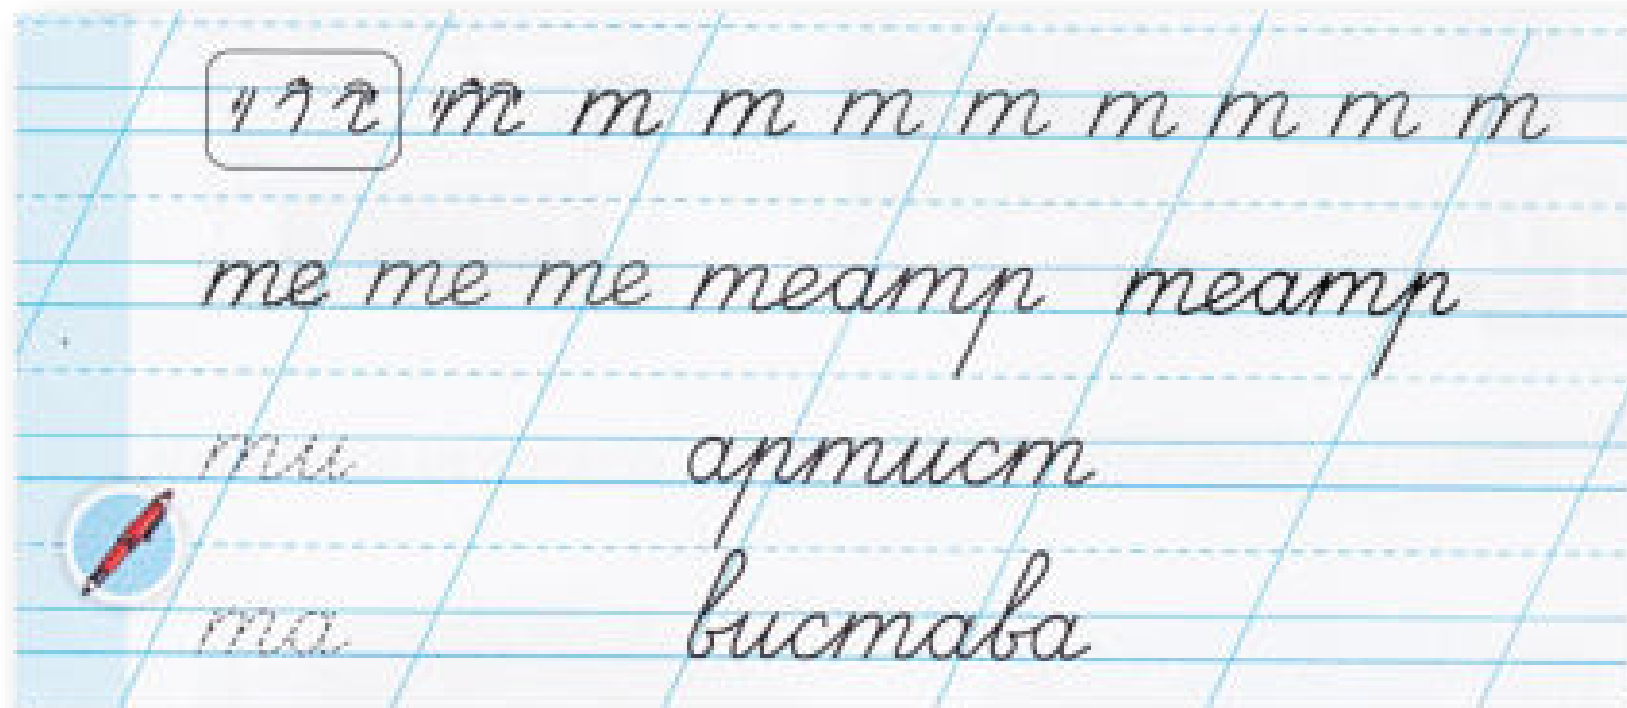 т т т т т т т т т
те те те театр театр
ти артист
та вистава